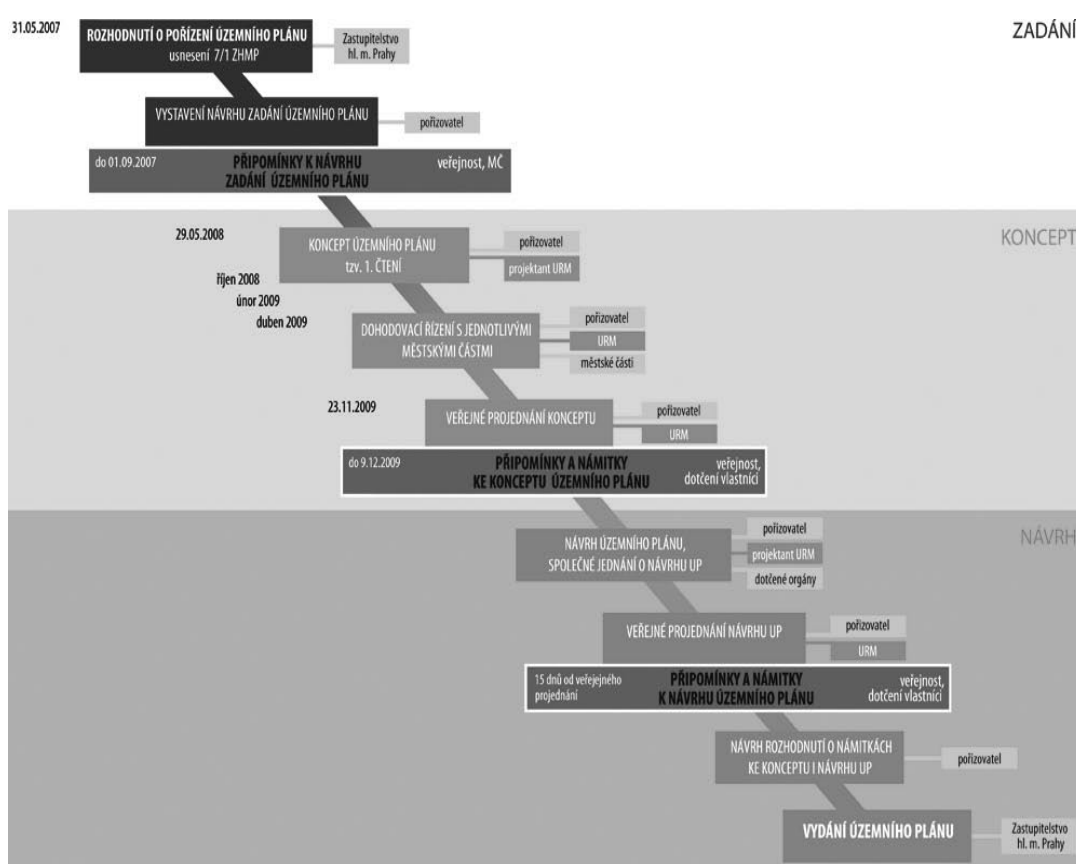 31.05.2007
ROZHODNUTÍ O POŘÍZENÍ ÚZEMNÍHO PLÁNU
usnesení 7/1 ZHMP
Zastupitelstvo
hl. m. Prahy
ZADÁNÍ
VYSTAVENÍ NÁVRHU ZADÁNÍ ÚZEMNÍHO PLÁNU
pořizovatel
do 01.09.2007
PŘIPOMÍNKY K NÁVRHU
ZADÁNÍ ÚZEMNÍHO PLÁNU
veřejnost, MČ
KONCEPT
29.05.2008
KONCEPT ÚZEMNÍHO PLÁNU
tzv. 1. ČTENÍ
pořizovatel
projektant URM
říjen 2008
únor 2009
duben 2009
DOHODOVACÍ ŘÍZENÍ S JEDNOTLIVÝMI
MĚSTSKÝMI ČÁSTMI
pořizovatel
URM
městské části
23.11.2009
VEŘEJNÉ PROJEDNÁNÍ KONCEPTU
pořizovatel
URM
do 9.12.2009
PŘIPOMÍNKY A NÁMITKY
KE KONCEPTU ÚZEMNÍHO PLÁNU
veřejnost,
dotčení vlastníci
NÁVRH
NÁVRH ÚZEMNÍHO PLÁNU,
SPOLEČNÉ JEDNÁNÍ O NÁVRHU UP
pořizovatel
projektant URM
dotčené orgány
VEŘEJNÉ PROJEDNÁNÍ NÁVRHU UP
pořizovatel
URM
15 dnů od veřejejného
projednání
PŘIPOMÍNKY A NÁMITKY
K NÁVRHU ÚZEMNÍHO PLÁNU
veřejnost,
dotčení vlastníci
NÁVRH ROZHODNUTÍ O NÁMITKÁCH
KE KONCEPTU I NÁVRHU UP
pořizovatel
VYDÁNÍ ÚZEMNÍHO PLÁNU
Zastupitelstvo
hl. m. Prahy